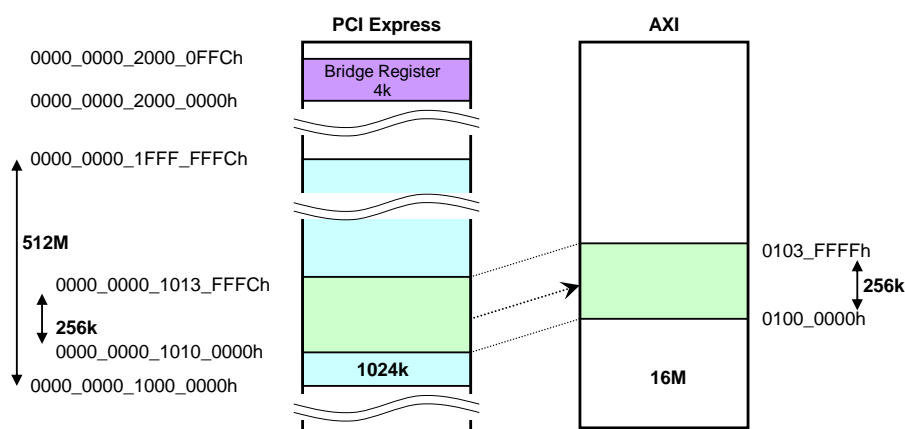 PCI Express
AXI
0000_0000_2000_0FFCh
Bridge Register
4k
0000_0000_2000_0000h
0000_0000_1FFF_FFFCh
512M
0103_FFFFh
0000_0000_1013_FFFCh
256k
256k
0100_0000h
0000_0000_1010_0000h
1024k
16M
0000_0000_1000_0000h